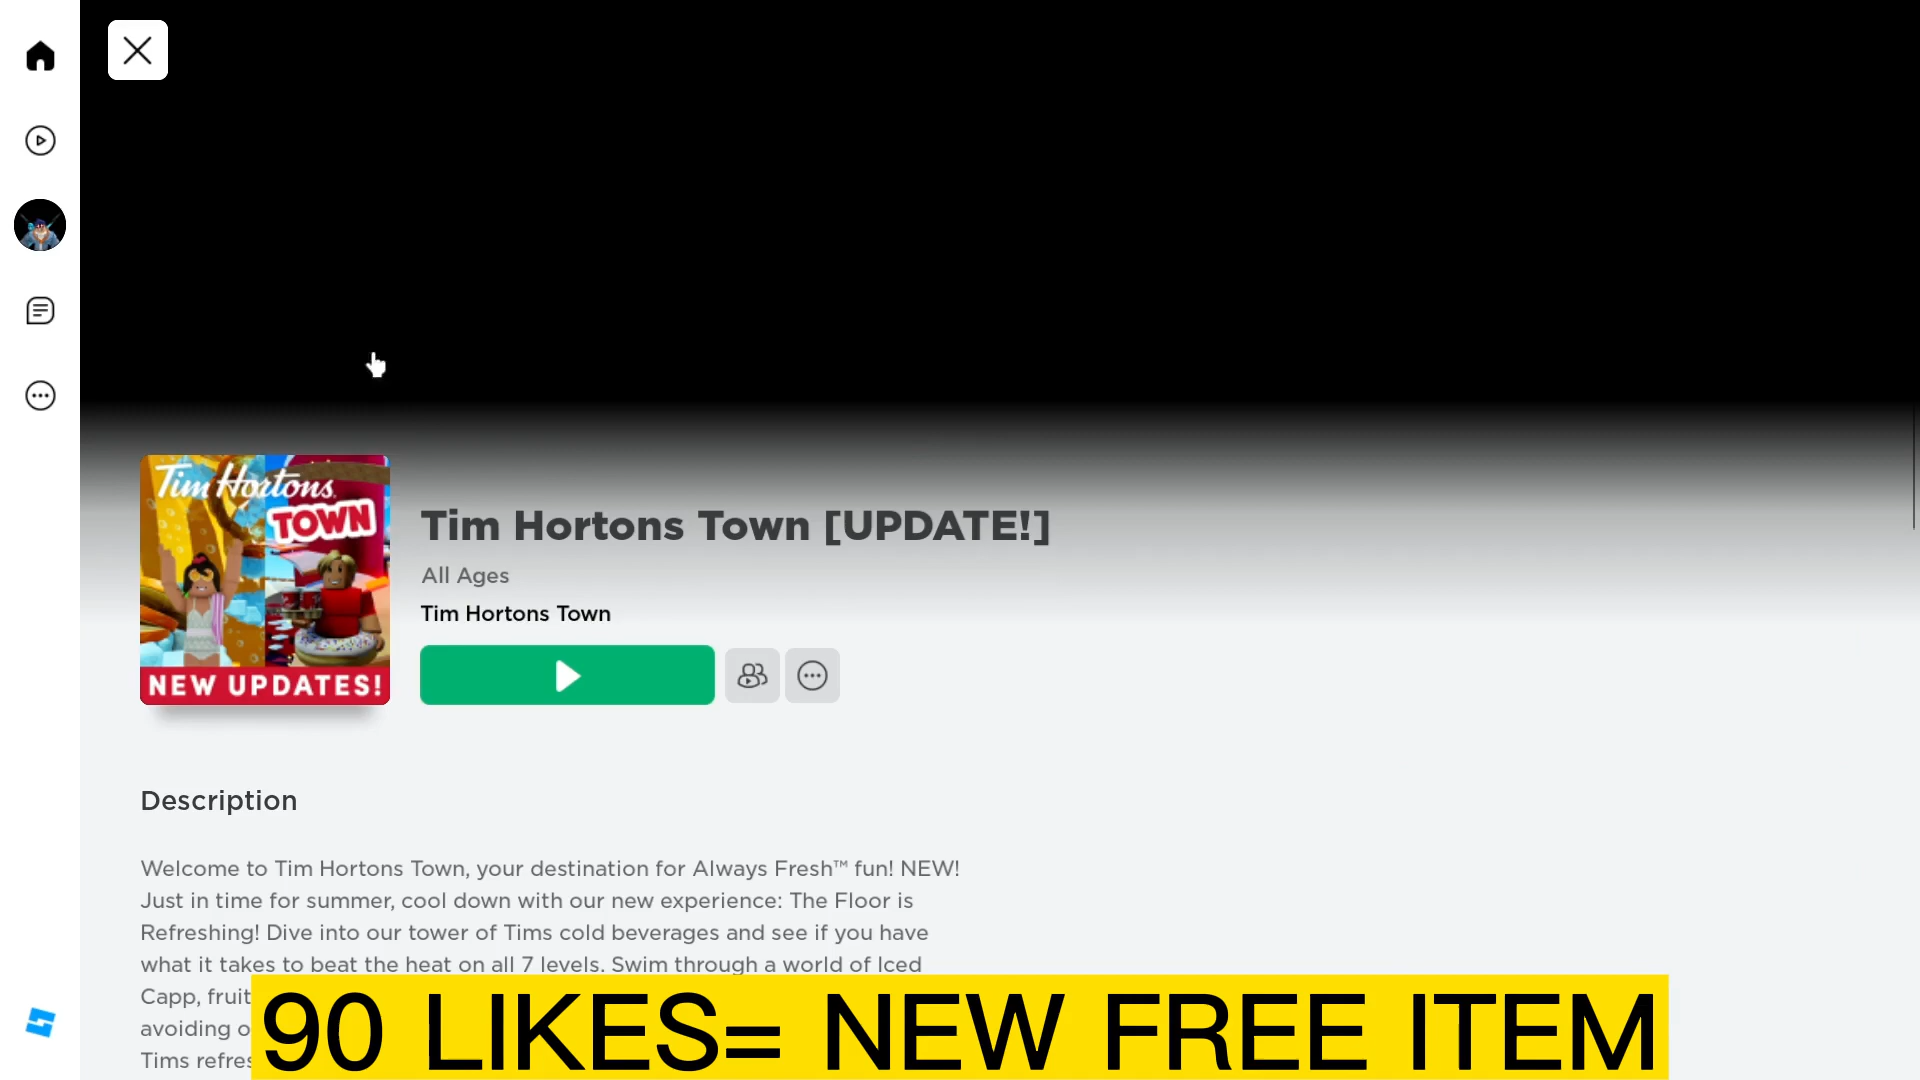 Tim Hortons
TOWN
NEW UPDATES!
Tim Hortons Town [UPDATE!]
All Ages
Tim Hortons Town
Description
Welcome to Tim Hortons Town, your destination for Always Fresh™ fun! NEW!
Just in time for summer, cool down with our new experience: The Floor is
Refreshing! Dive into our tower of Tims cold beverages and see if you have
what it takes to beat the heat on all 7 levels. Swim through a world of Iced
Capp, fruit
avoiding
Tims
90 LIKES= NEW FREE ITEM